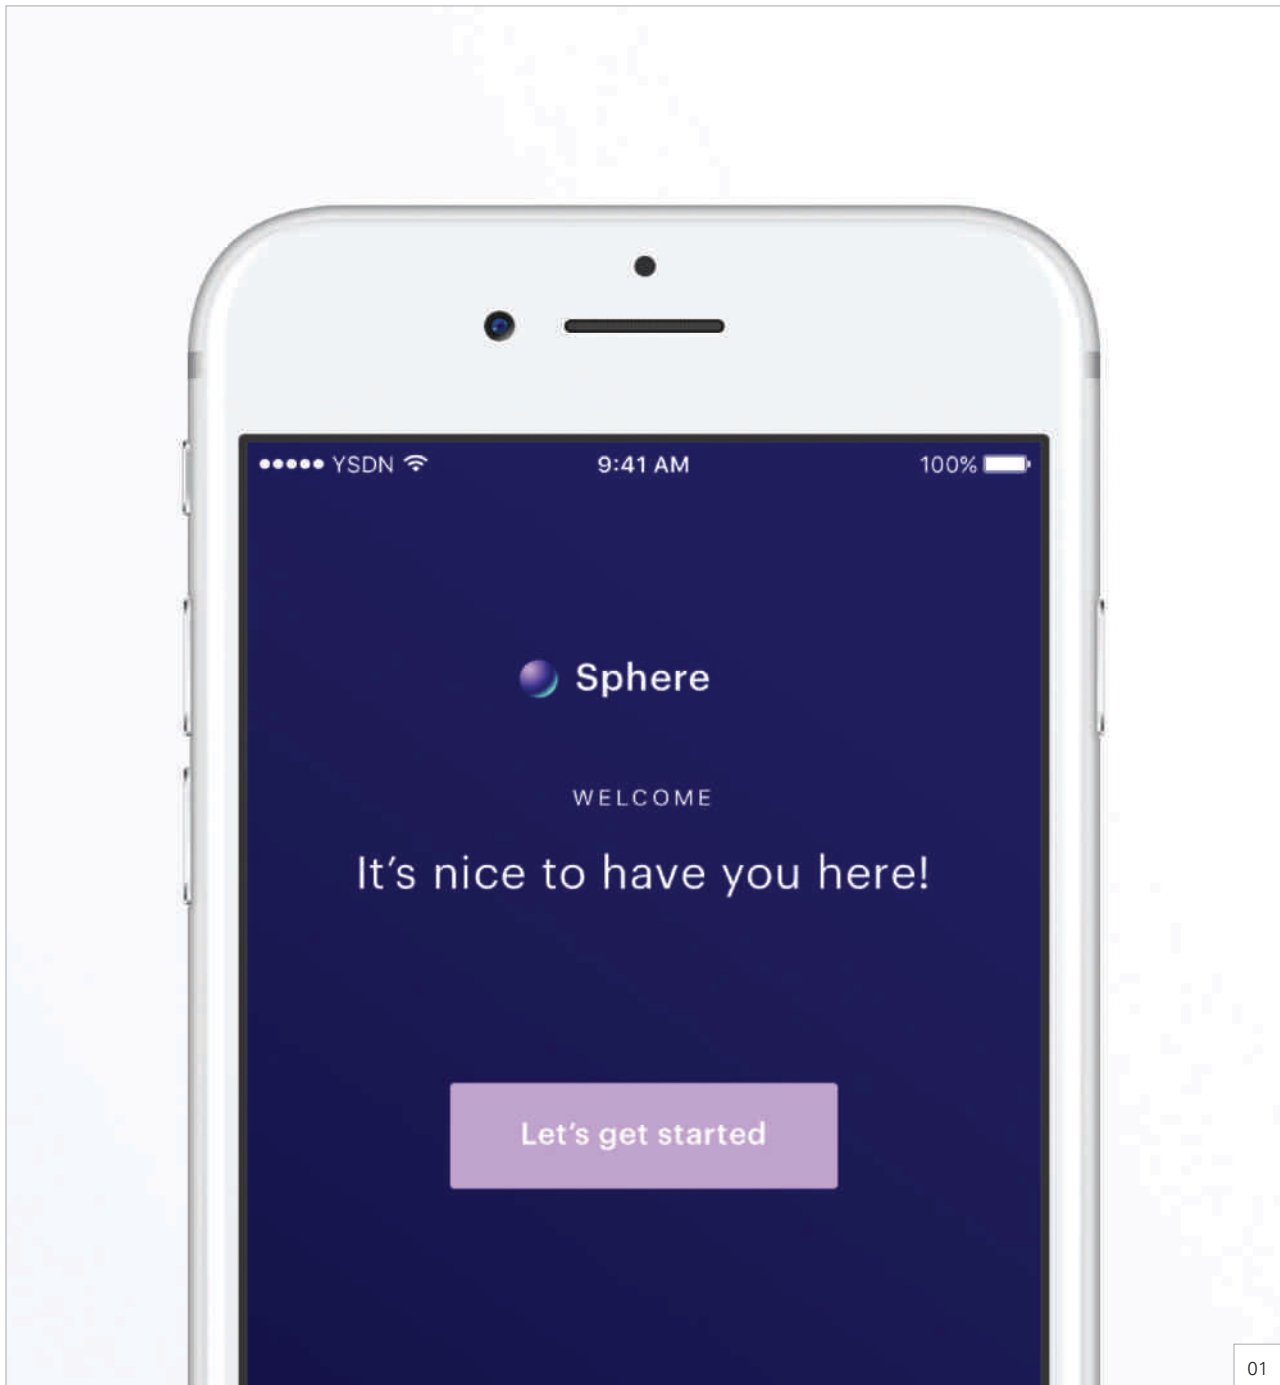 YSDN 9:41 AM 100%
Sphere
WELCOME
It’s nice to have you here!
Let’s get started
01